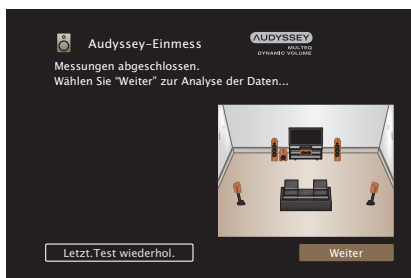 Audyssey-Einmess
AUDYSSEY
MULTEQ
DYNAMIC VOLUME
Messungen abgeschlossen.
Wählen Sie “Weiter” zur Analyse der Daten...
Letzt.Test wiederhol.
Weiter